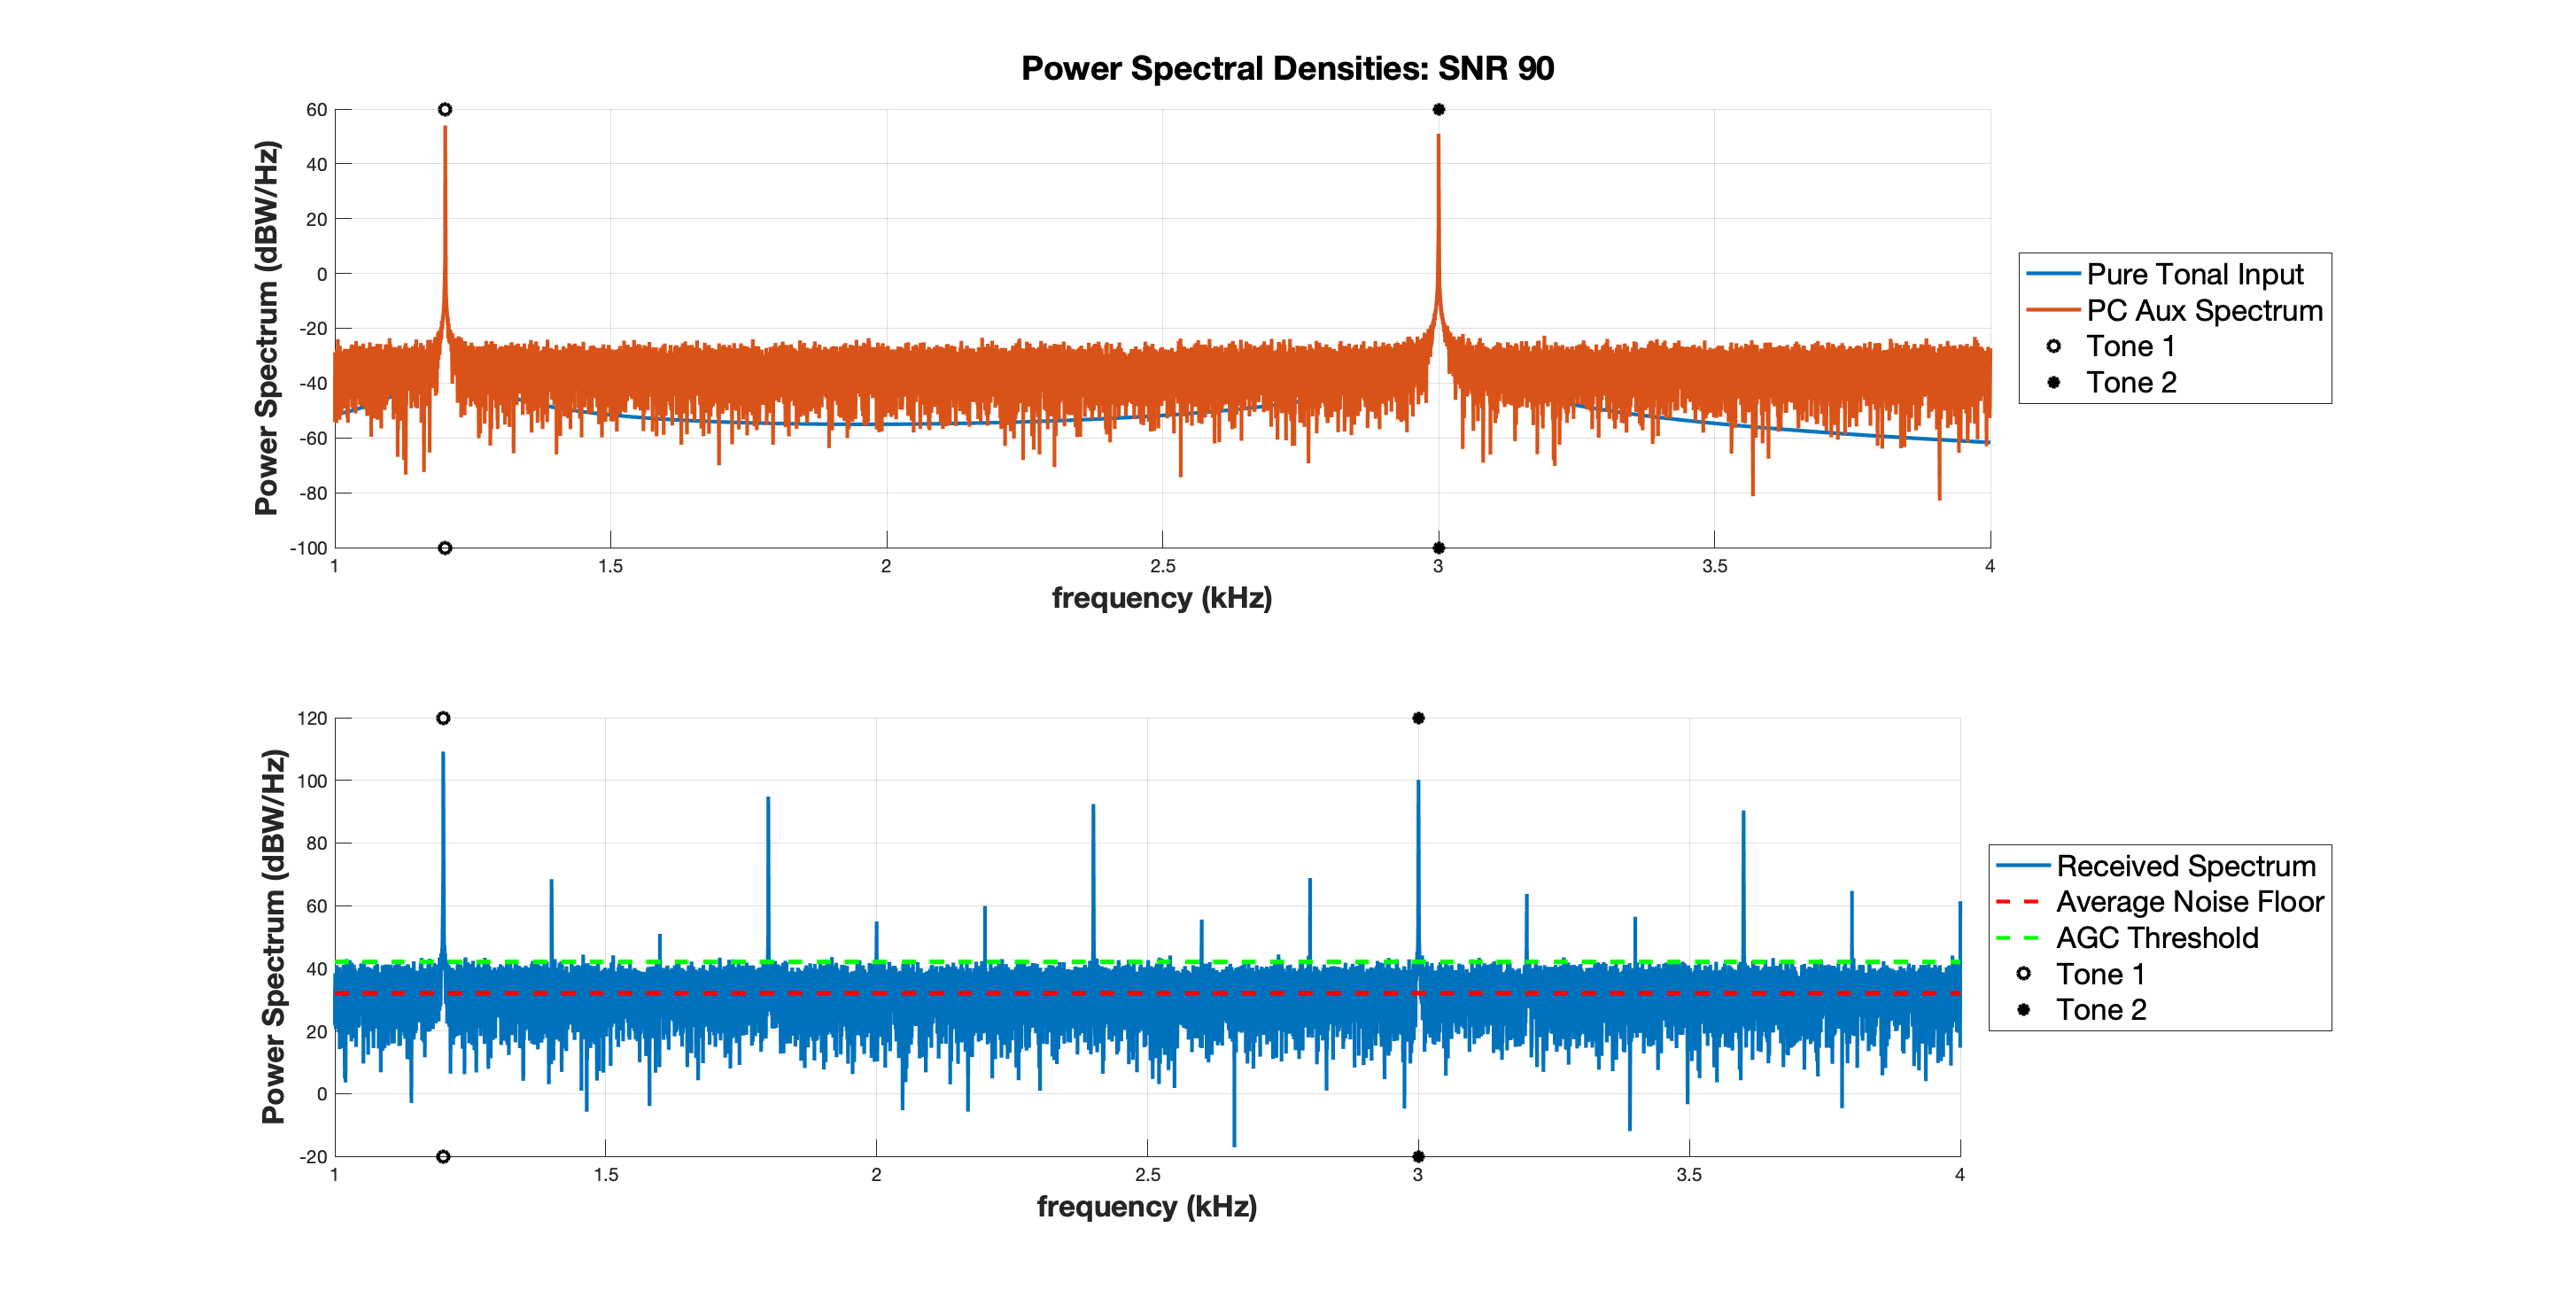 Power Spectral Densities: SNR 90
Power Spectrum (dBW/Hz)
60
40
20
0
-20
-40
-60
-80
-100
1
1.5
2
2.5
3
3.5
4
frequency (kHz)
Pure Tonal Input
PC Aux Spectrum
Tone 1
Tone 2
Power Spectrum (dBW/Hz)
120
100
80
60
40
20
0
-20
1
1.5
2
2.5
3
3.5
4
frequency (kHz)
Received Spectrum
Average Noise Floor
AGC Threshold
Tone 1
Tone 2